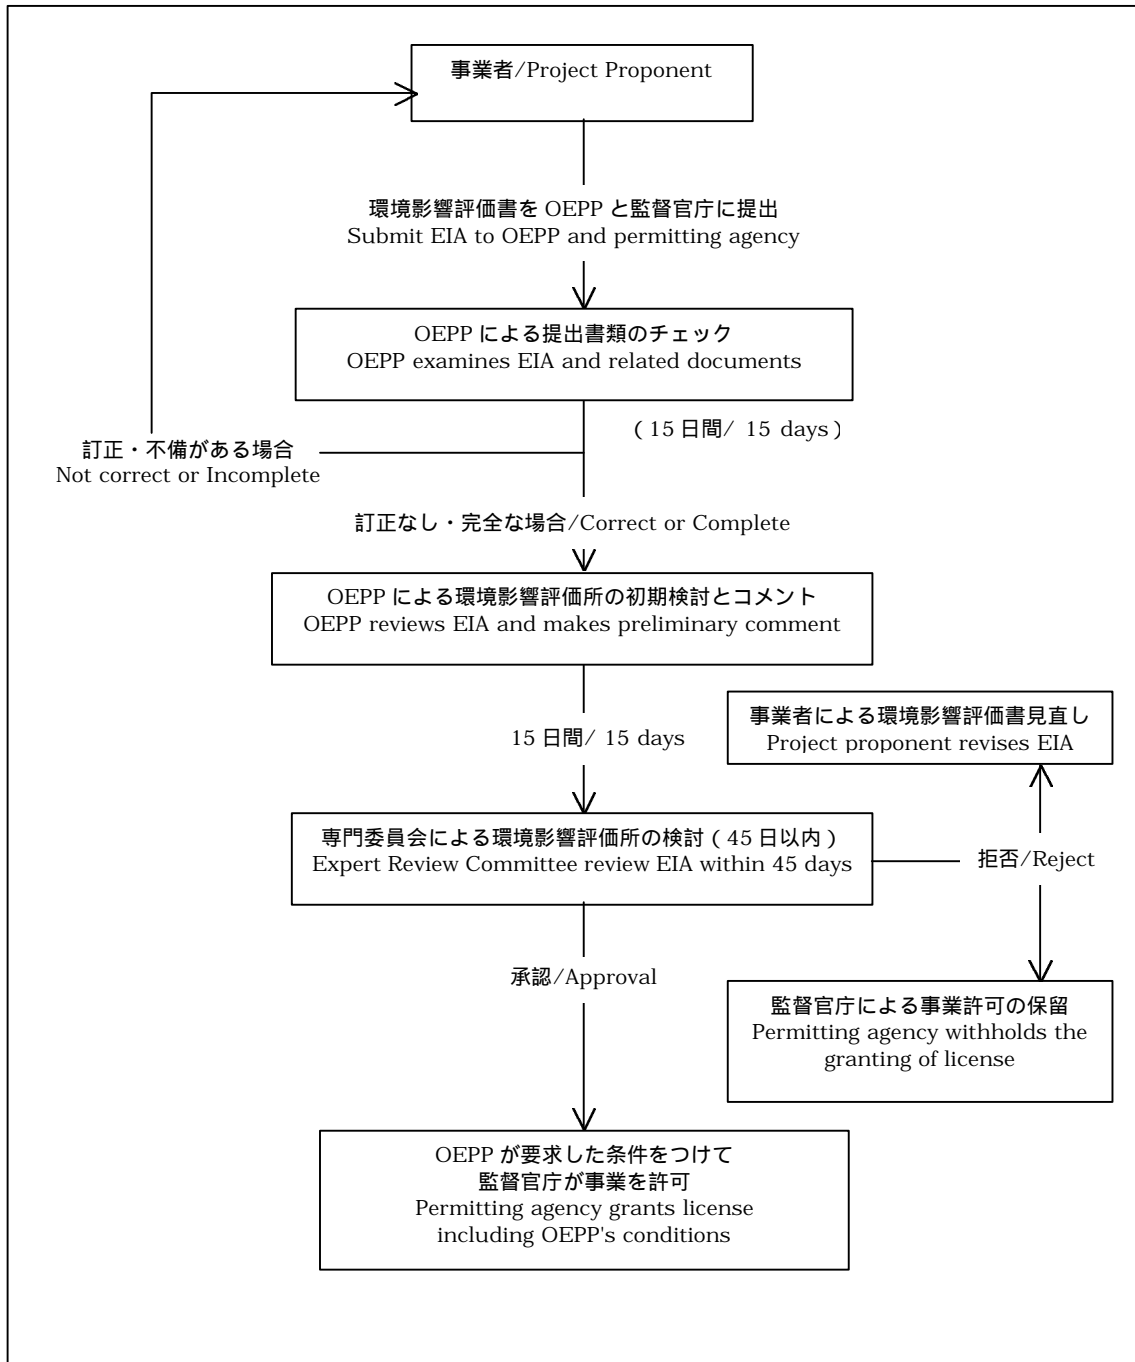 事業者/Project Proponent
環境影響評価書を OEPP と監督官庁に提出
Submit EIA to OEPP and permitting agency
OEPP による提出書類のチェック
OEPP examines EIA and related documents
( 15 日間/ 15 days )
訂正・不備がある場合
Not correct or Incomplete
訂正なし・完全な場合/Correct or Complete
OEPP による環境影響評価所の初期検討とコメント
OEPP reviews EIA and makes preliminary comment
15 日間/ 15 days
事業者による環境影響評価書見直し
Project proponent revises EIA
専門委員会による環境影響評価所の検討 ( 45 日以内 )
Expert Review Committee review EIA within 45 days
拒否/Reject
承認/Approval
監督官庁による事業許可の保留
Permitting agency withholds the
granting of license
OEPP が要求した条件をつけて
監督官庁が事業を許可
Permitting agency grants license
including OEPP's conditions